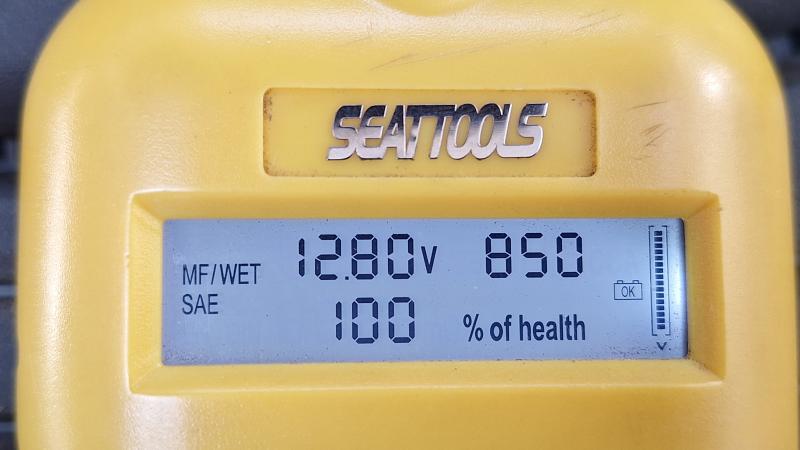 SEATTOOLS
MF/WET 12.80V 850
SAE 100 % of health
OK